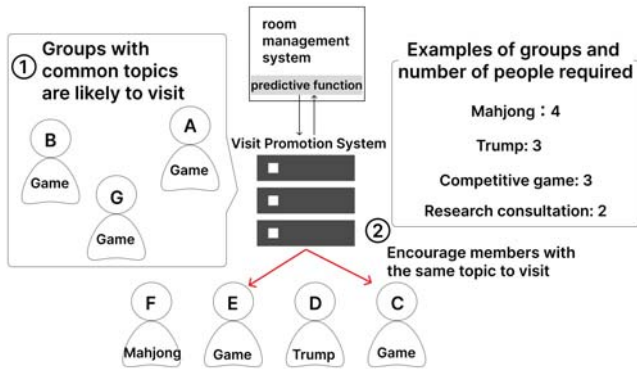 ①
Groups with
common topics
are likely to visit
B
Game
A
Game
G
Game
room
management
system
predictive function
Visit Promotion System
Examples of groups and
number of people required
Mahjong：4
Trump: 3
Competitive game: 3
Research consultation: 2
②
Encourage members with
the same topic to visit
F
Mahjong
E
Game
D
Trump
C
Game